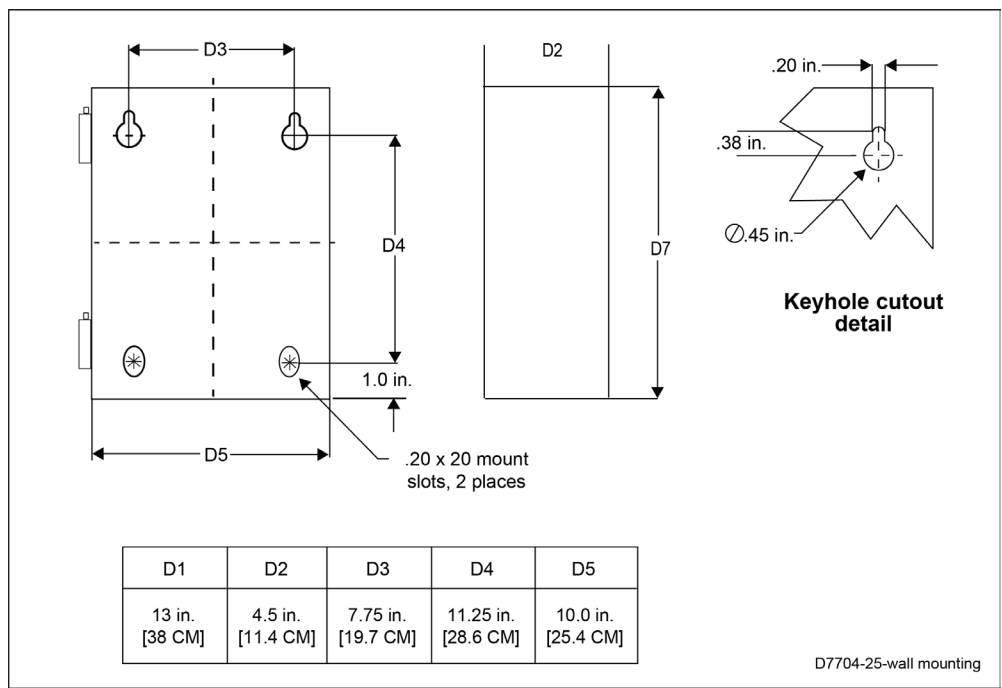 D3
D2
.20 in.
.38 in.
D4
D7
∅.45 in.
Keyhole cutout
detail
1.0 in.
D5
.20 x 20 mount
slots, 2 places
D1 D2 D3 D4 D5
13 in. 4.5 in. 7.75 in. 11.25 in. 10.0 in.
[38 CM] [11.4 CM] [19.7 CM] [28.6 CM] [25.4 CM]
D7704-25-wall mounting